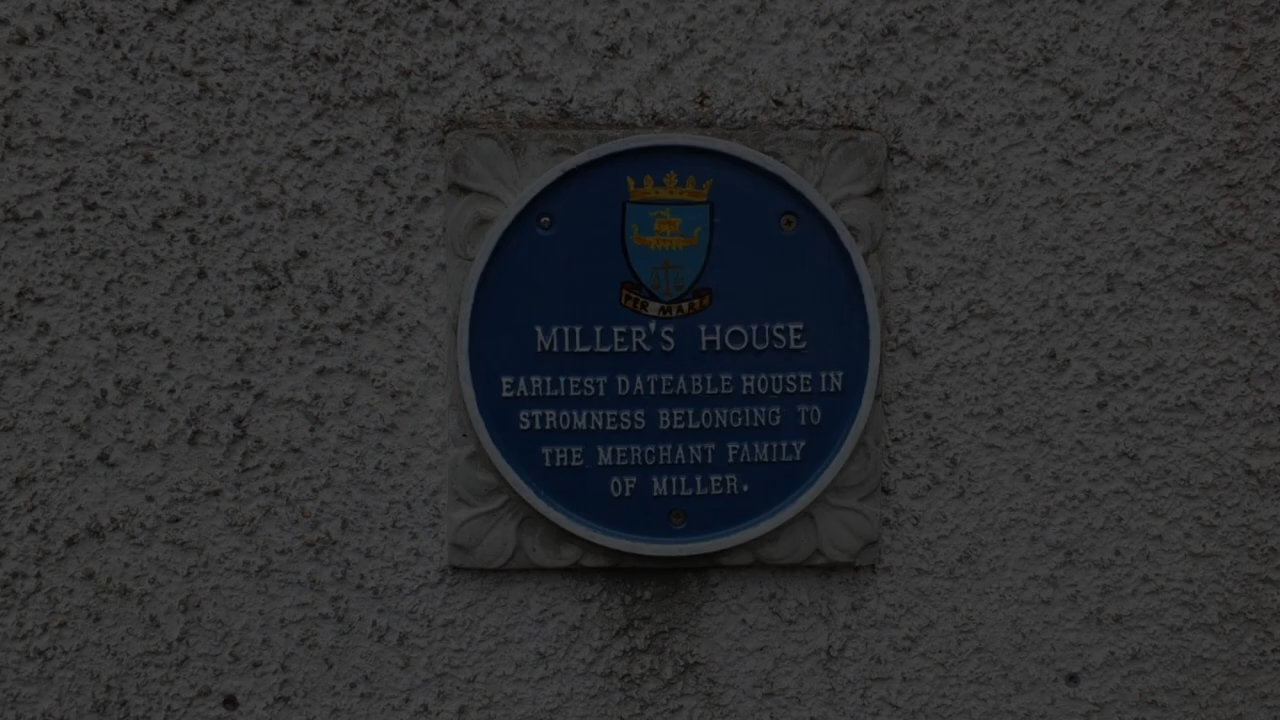 PER MARE
MILLER'S HOUSE
EARLIEST DATEABLE HOUSE IN
STROMNESS BELONGING TO
THE MERCHANT FAMILY
OF MILLER.